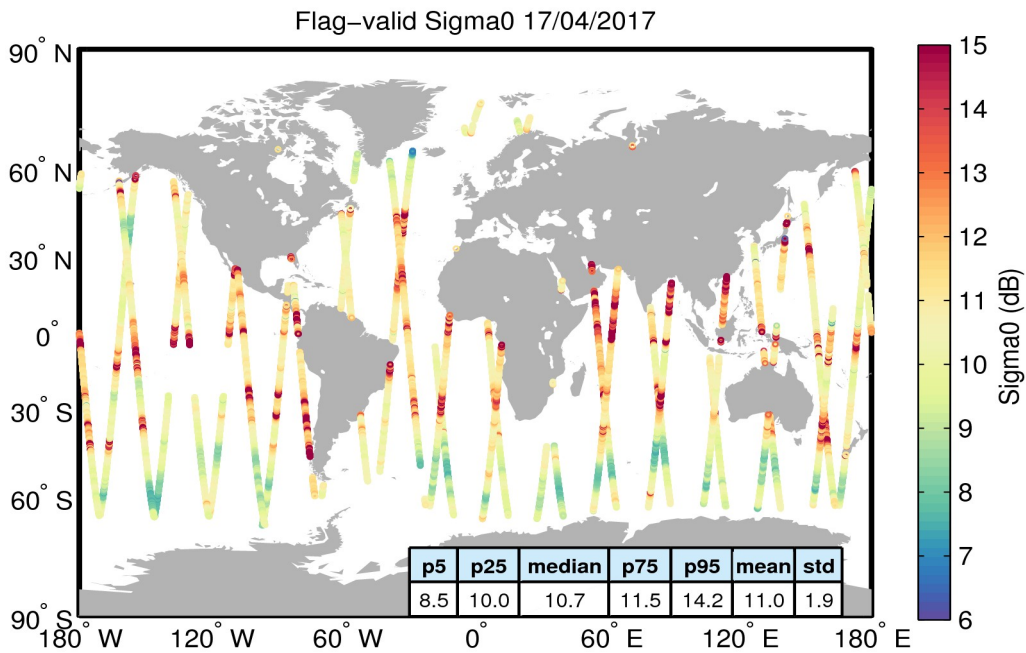 Flag−valid Sigma0 17/04/2017
90° N
60° N
30° N
0°
30° S
60° S
90° S
180° W
120° W
60° W
0°
60° E
120° E
180° E
p5 p25 median p75 p95 mean std
8.5 10.0 10.7 11.5 14.2 11.0 1.9
15
14
13
12
11
10
9
8
7
6
Sigma0 (dB)